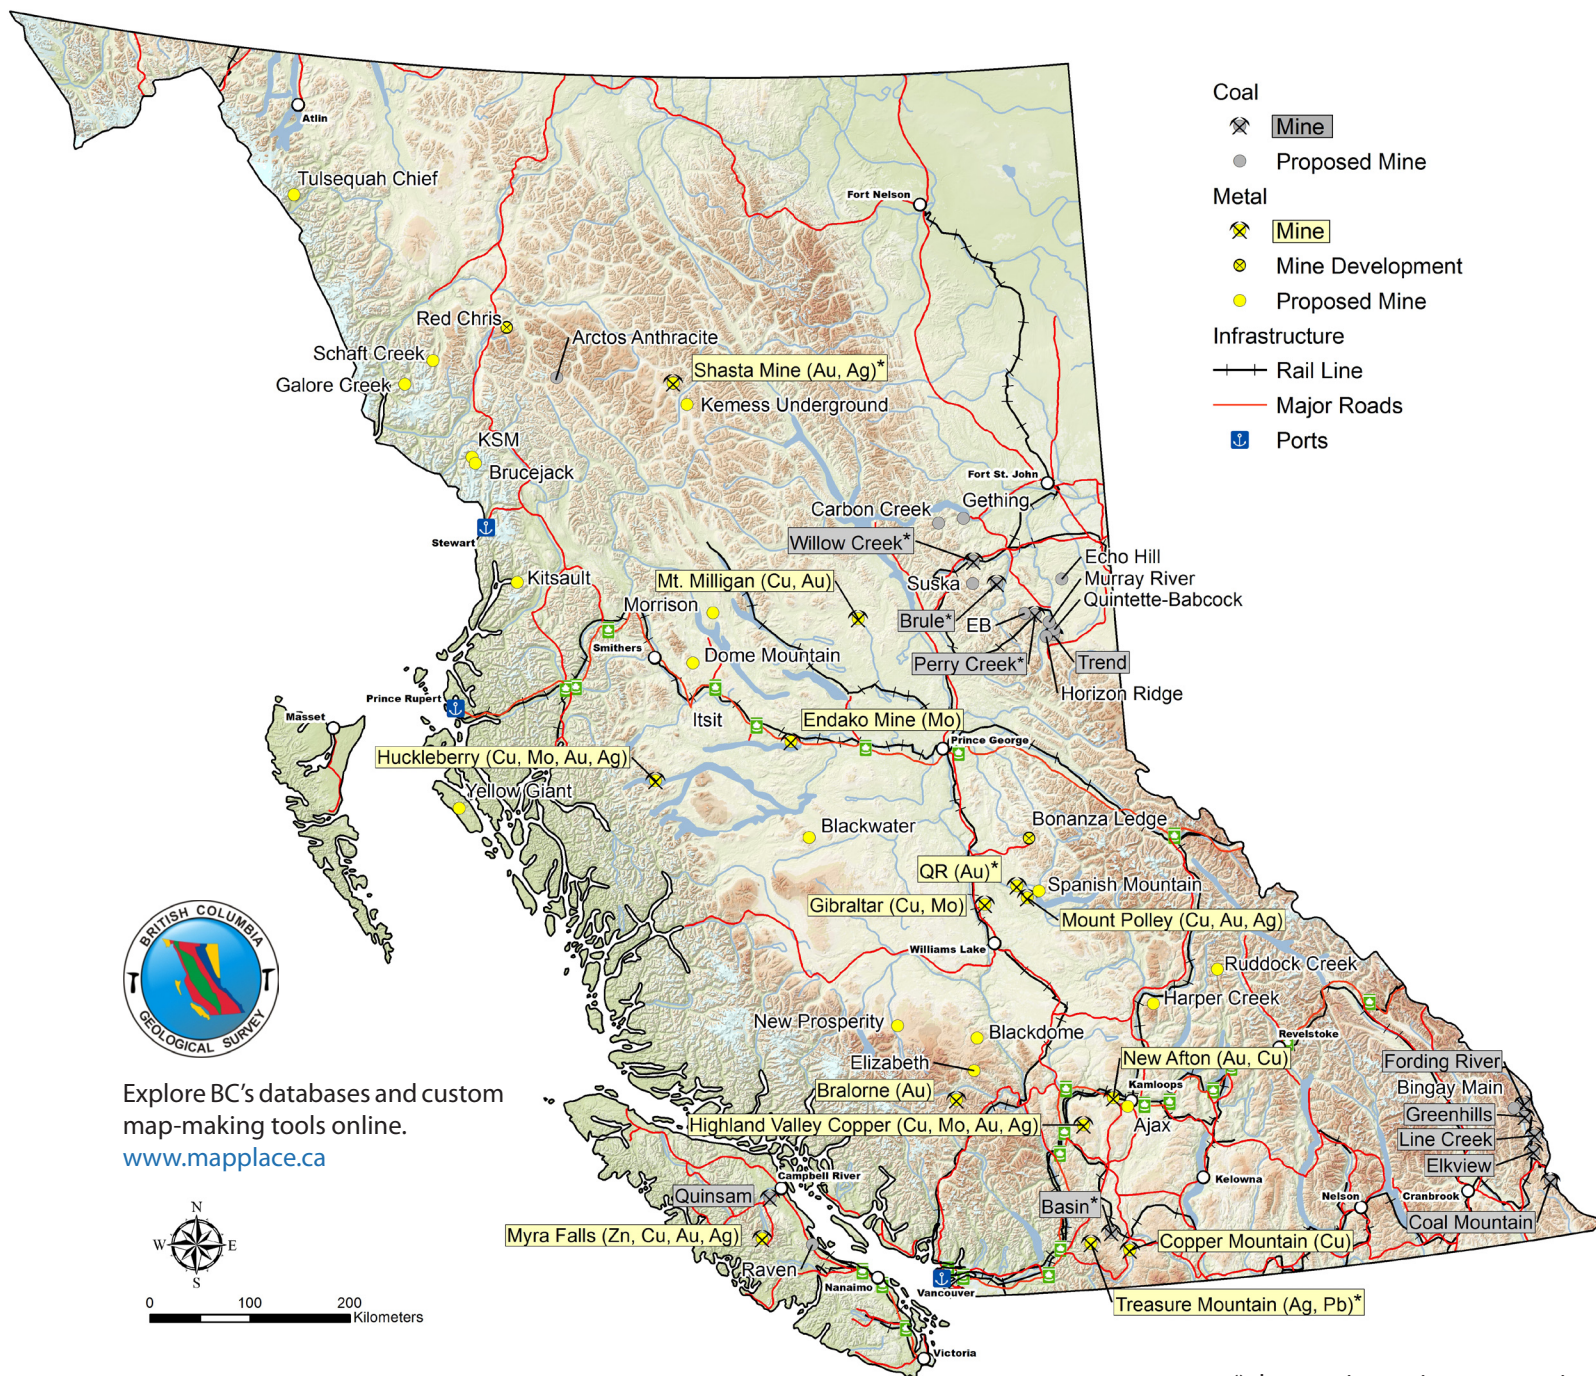 Coal
Mine
Proposed Mine
Metal
Mine
Mine Development
Proposed Mine
Infrastructure
Rail Line
Major Roads
Ports
Atlin
Tulsequah Chief
Fort Nelson
Red Chris
Arctos Anthracite
Schaft Creek
Shasta Mine (Au, Ag)*
Galore Creek
Kemess Underground
KSM
Brucejack
Fort St. John
Gething
Carbon Creek
Stewart
Willow Creek*
Echo Hill
Kitsault
Mt. Milligan (Cu, Au)
Suska
Murray River
Quintette-Babcock
Morrison
Brule*
EB
Smithers
Dome Mountain
Perry Creek*
Trend
Horizon Ridge
Prince Rupert
Masset
Itsit
Endako Mine (Mo)
Prince George
Huckleberry (Cu, Mo, Au, Ag)
Yellow Giant
Blackwater
Bonanza Ledge
QR (Au)*
Spanish Mountain
Gibraltar (Cu, Mo)
Mount Polley (Cu, Au, Ag)
Williams Lake
Ruddock Creek
Harper Creek
New Prosperity
Blackdome
Revelstoke
Elizabeth
New Afton (Au, Cu)
Fording River
Bralorne (Au)
Kamloops
Bingay Main
Highland Valley Copper (Cu, Mo, Au, Ag)
Ajax
Greenhills
Line Creek
Elkview
Campbell River
Kelowna
Quinsam
Basin*
Nelson
Cranbrook
Coal Mountain
Myra Falls (Zn, Cu, Au, Ag)
Copper Mountain (Cu)
Raven
Nanaimo
Vancouver
Treasure Mountain (Ag, Pb)*
Victoria
BRITISH COLUMBIA
GEOLOGICAL SURVEY
Explore BC's databases and custom
map-making tools online.
www.mapplace.ca
N
W E
S
0 100 200
Kilometers